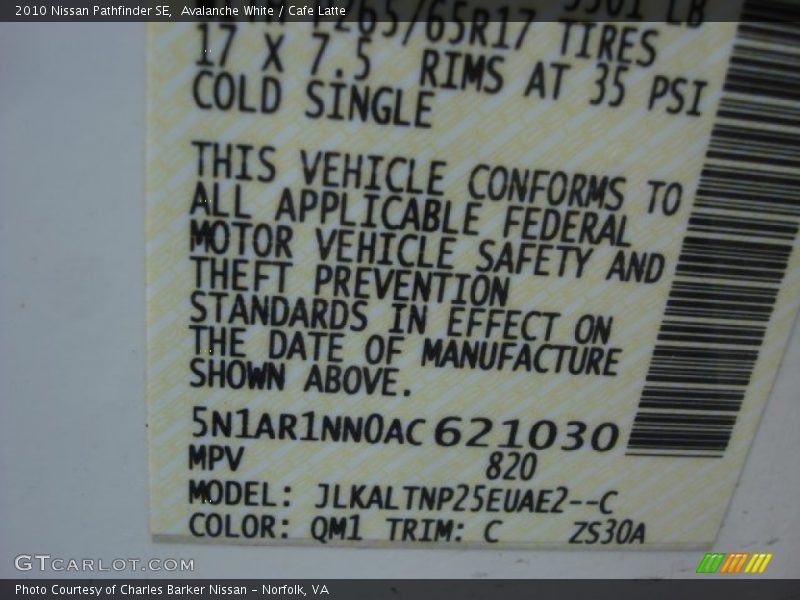 2010 Nissan Pathfinder SE, Avalanche White / Cafe Latte
265/65R17 TIRES
17 X 7.5 RIMS AT 35 PSI
COLD SINGLE
THIS VEHICLE CONFORMS TO
ALL APPLICABLE FEDERAL
MOTOR VEHICLE SAFETY AND
THEFT PREVENTION
STANDARDS IN EFFECT ON
THE DATE OF MANUFACTURE
SHOWN ABOVE.
5N1AR1NN0AC621030
MPV 820
MODEL: JLKALTNP25EUAE2--C
COLOR: QM1 TRIM: C ZS30A
GTCARLOT.COM
Photo Courtesy of Charles Barker Nissan - Norfolk, VA